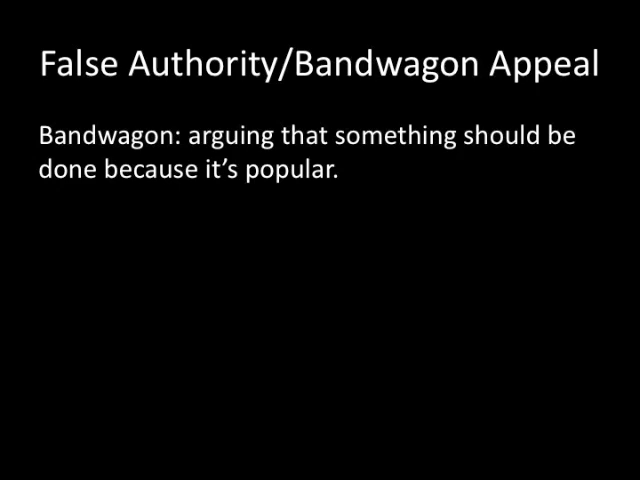 False Authority/Bandwagon Appeal
Bandwagon: arguing that something should be
done because it’s popular.